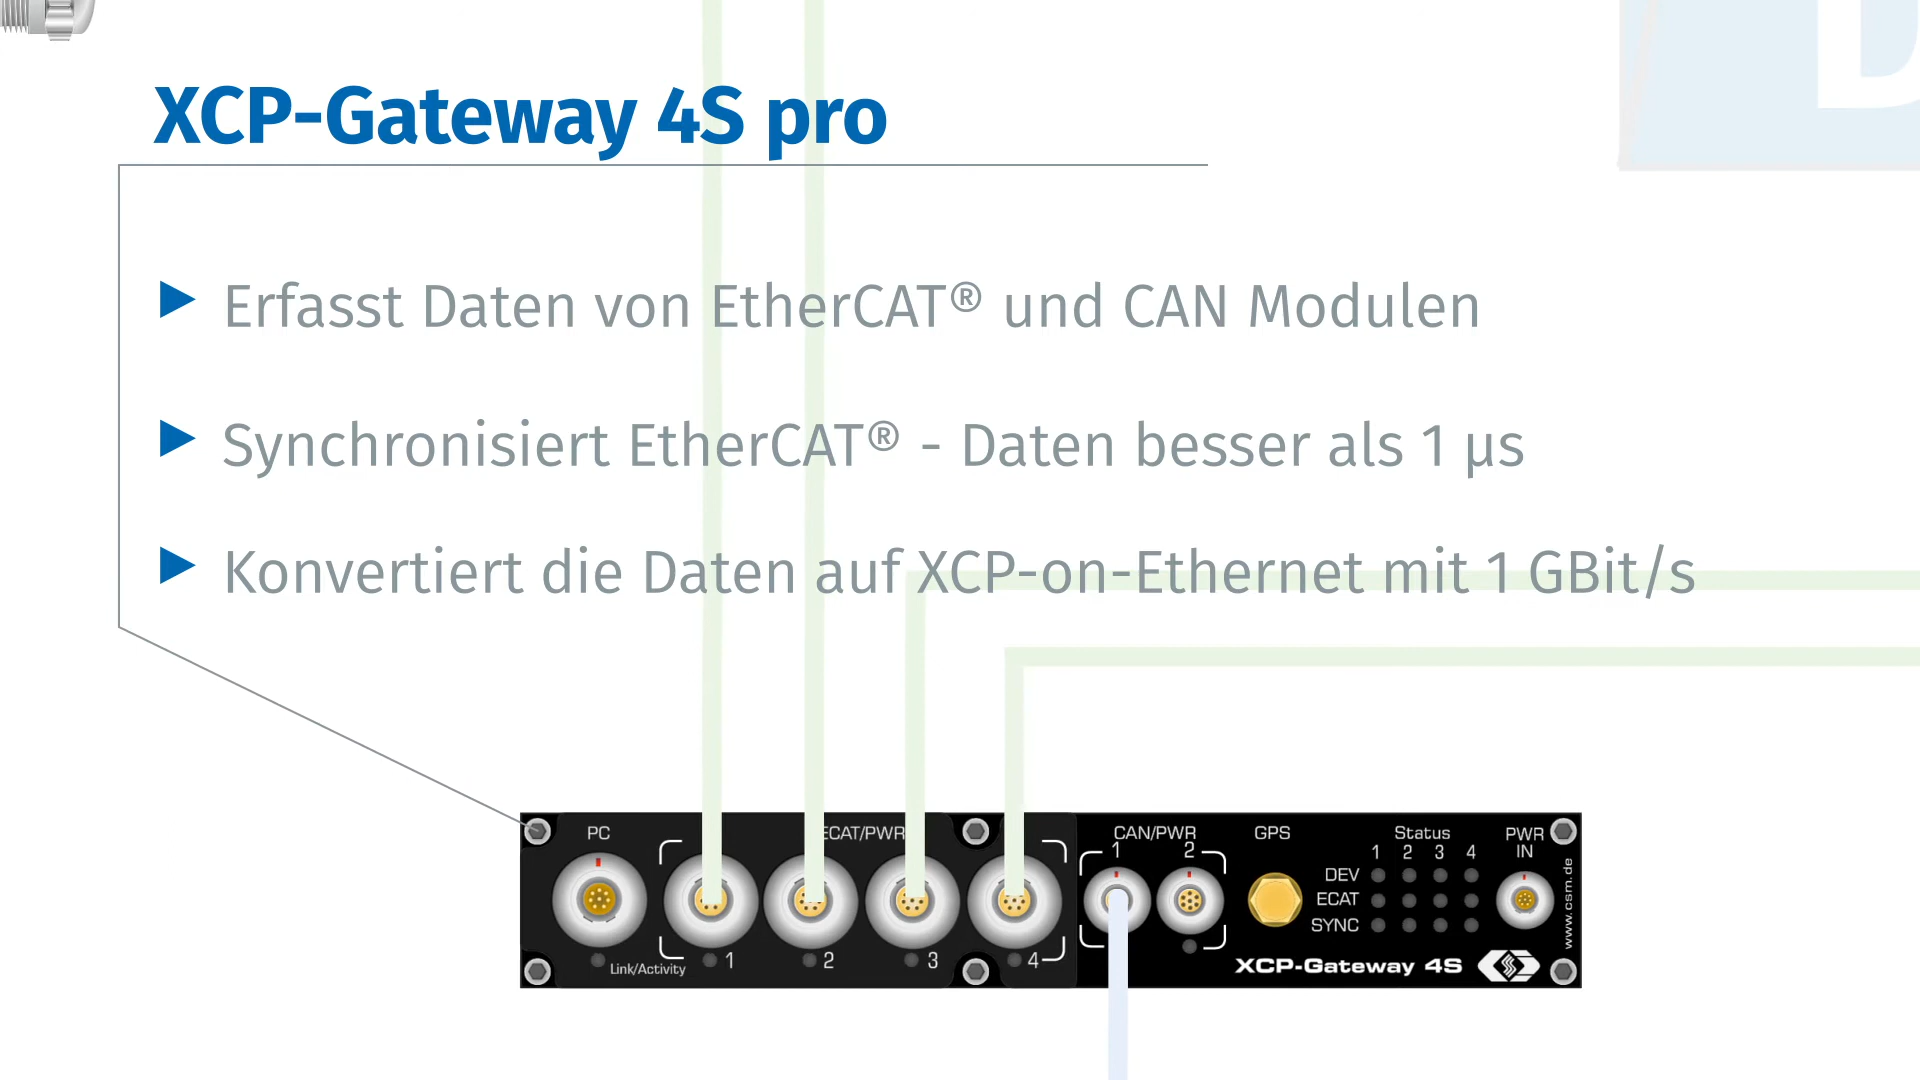 XCP-Gateway 4S pro
Erfasst Daten von EtherCAT® und CAN Modulen
Synchronisiert EtherCAT® - Daten besser als 1 µs
Konvertiert die Daten auf XCP-on-Ethernet mit 1 GBit/s
PC
ECAT/PWR
CAN/PWR
GPS
Status
PWR IN
1 2
1 2 3 4
DEV
ECAT
SYNC
Link/Activity
1 2 3 4
XCP-Gateway 4S
www.csm.de
D